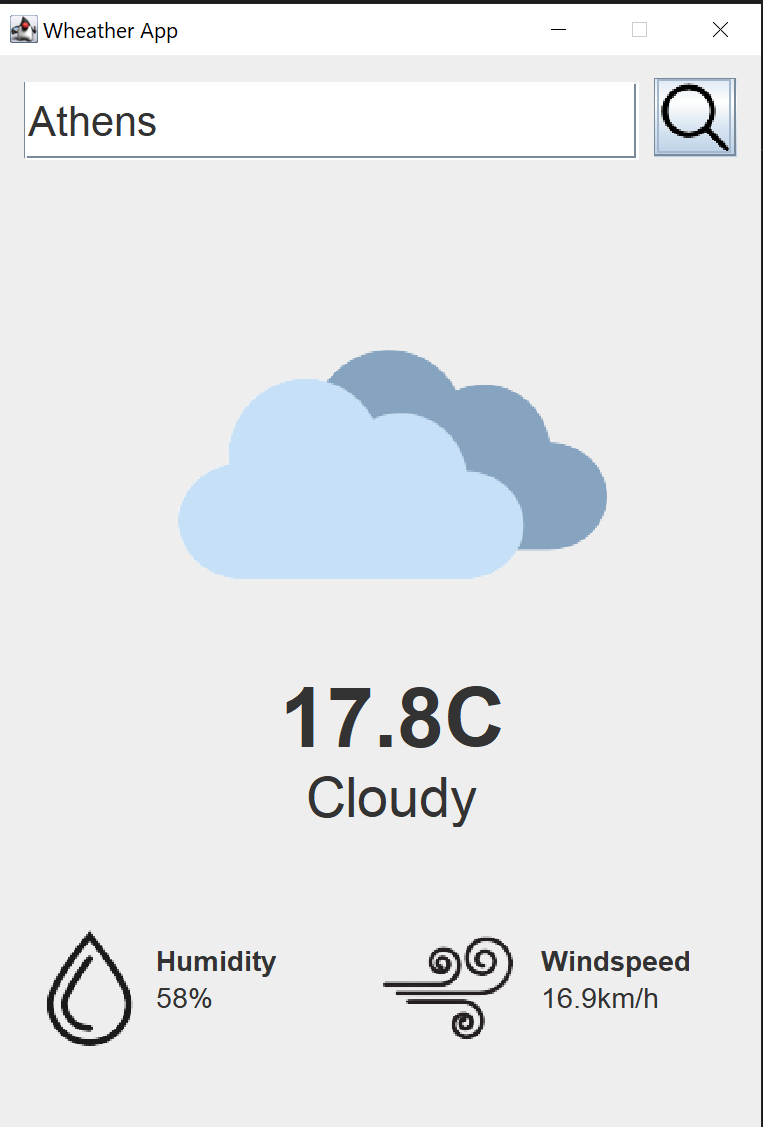 Wheather App
Athens
17.8C
Cloudy
Humidity
58%
Windspeed
16.9km/h